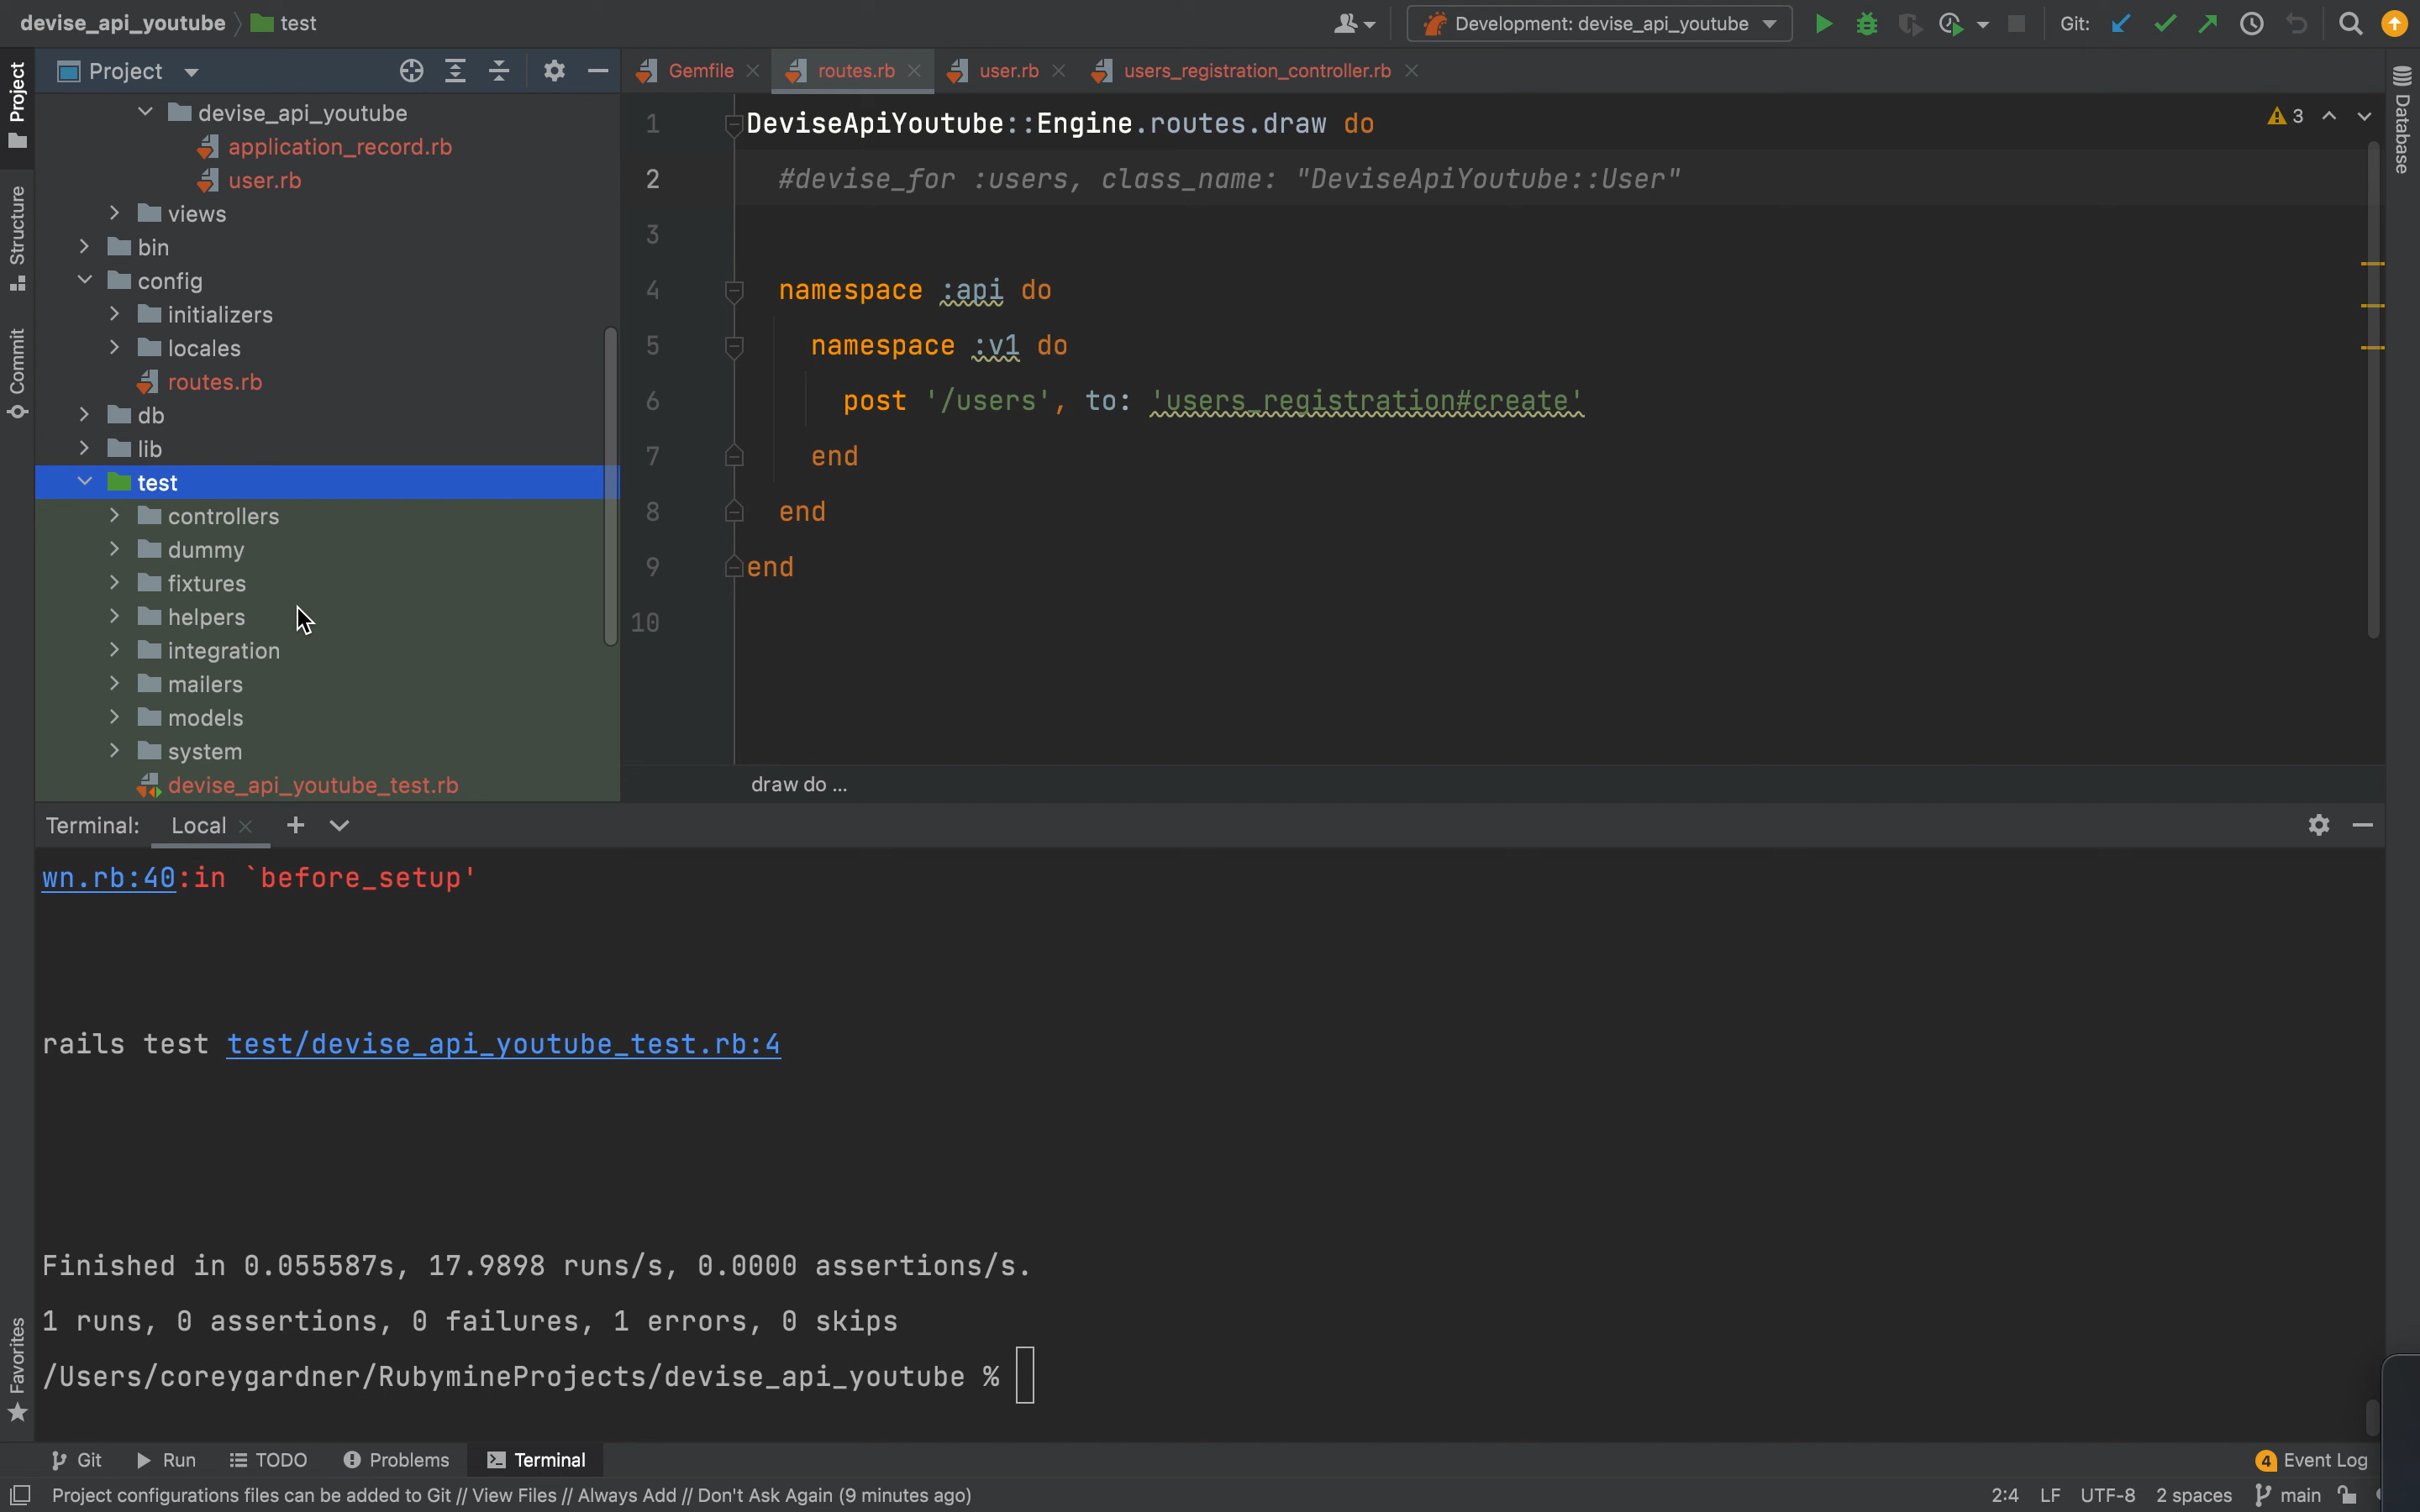 devise_api_youtube test
Development: devise_api_youtube
Git:
Project
Gemfile
routes.rb
user.rb
users_registration_controller.rb
Project
Structure
Commit
Favorites
Database
devise_api_youtube
application_record.rb
user.rb
views
bin
config
initializers
locales
routes.rb
db
lib
test
controllers
dummy
fixtures
helpers
integration
mailers
models
system
devise_api_youtube_test.rb
3
1 DeviseApiYoutube::Engine.routes.draw do
2 #devise_for :users, class_name: "DeviseApiYoutube::User"
3
4 namespace :api do
5 namespace :v1 do
6 post '/users', to: 'users_registration#create'
7 end
8 end
9 end
10
draw do ...
Terminal: Local
wn.rb:40:in `before_setup'
rails test test/devise_api_youtube_test.rb:4
Finished in 0.055587s, 17.9898 runs/s, 0.0000 assertions/s.
1 runs, 0 assertions, 0 failures, 1 errors, 0 skips
/Users/coreygardner/RubymineProjects/devise_api_youtube %
Git Run TODO Problems Terminal 4 Event Log
Project configurations files can be added to Git // View Files // Always Add // Don't Ask Again (9 minutes ago) 2:4 LF UTF-8 2 spaces main